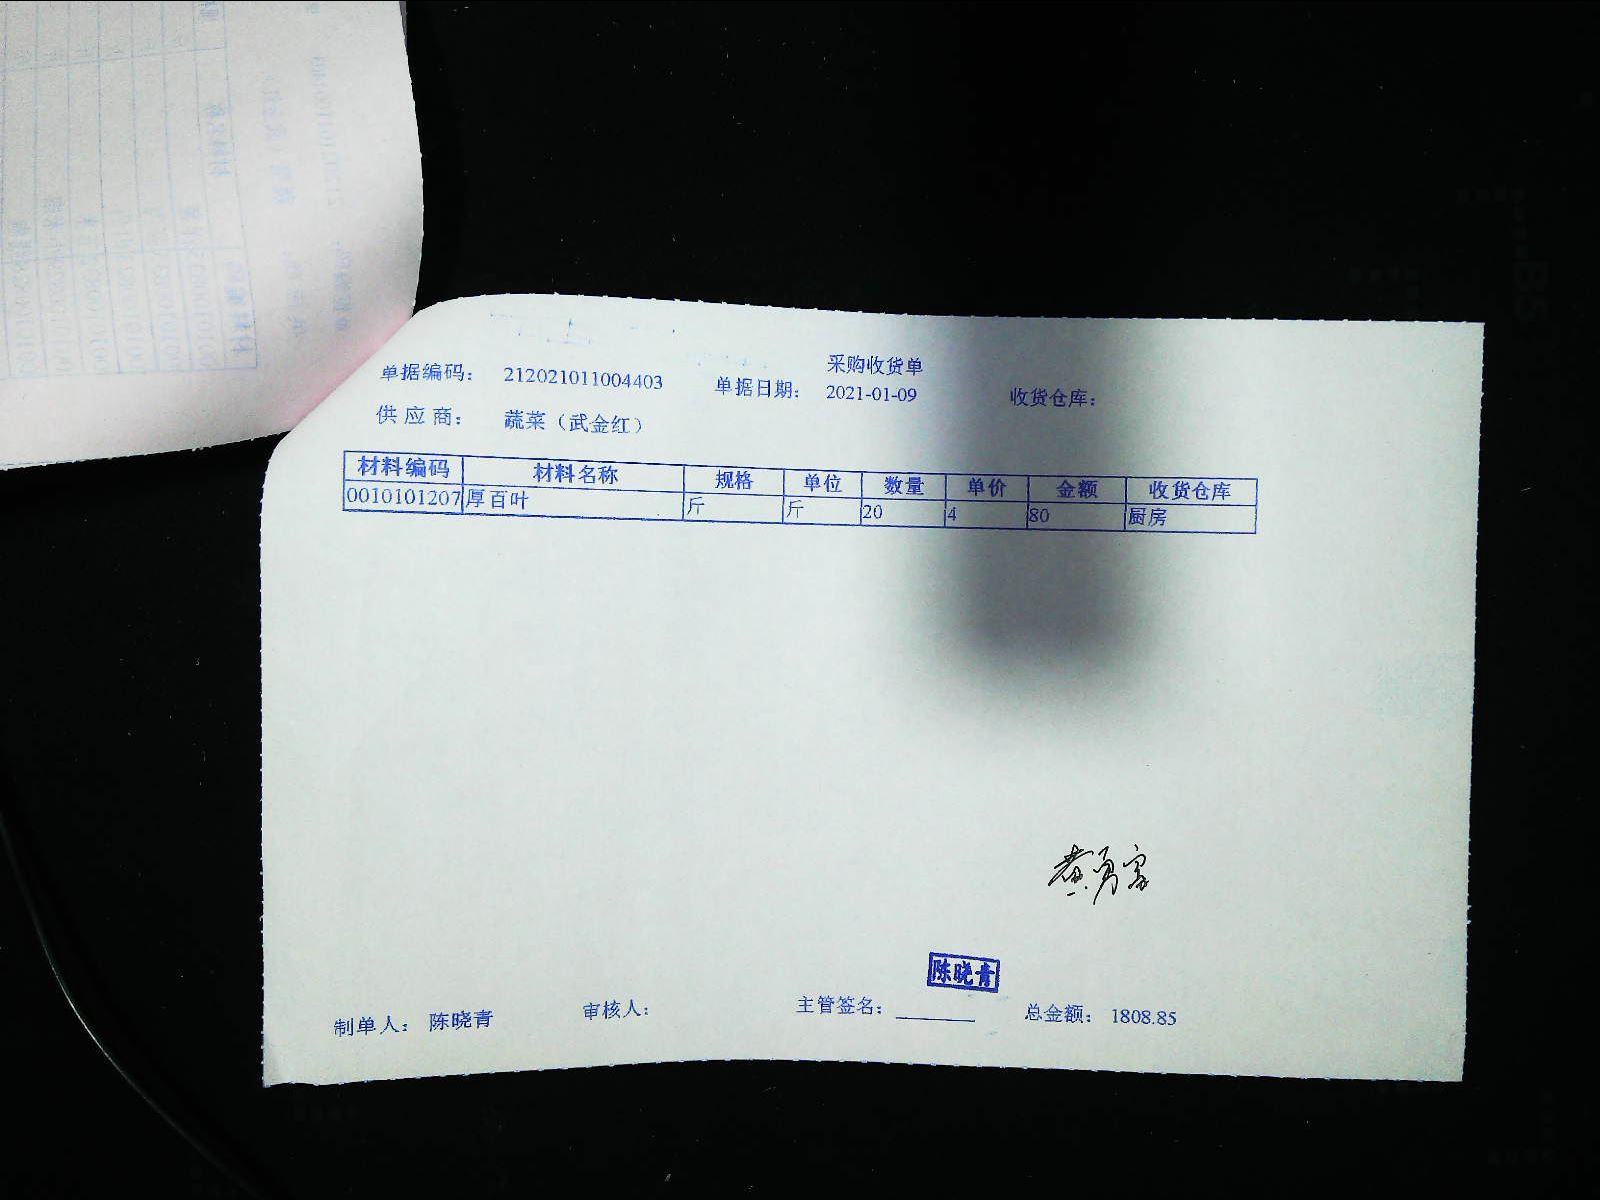 采购收货单
单据编码： 212021011004403 单据日期： 2021-01-09 收货仓库：
供应商： 蔬菜（武金红）
材料编码 材料名称 规格 单位 数量 单价 金额 收货仓库
0010101207 厚百叶 斤 斤 20 4 80 厨房
陈晓青
制单人： 陈晓青 审核人： 主管签名： 总金额： 1808.85